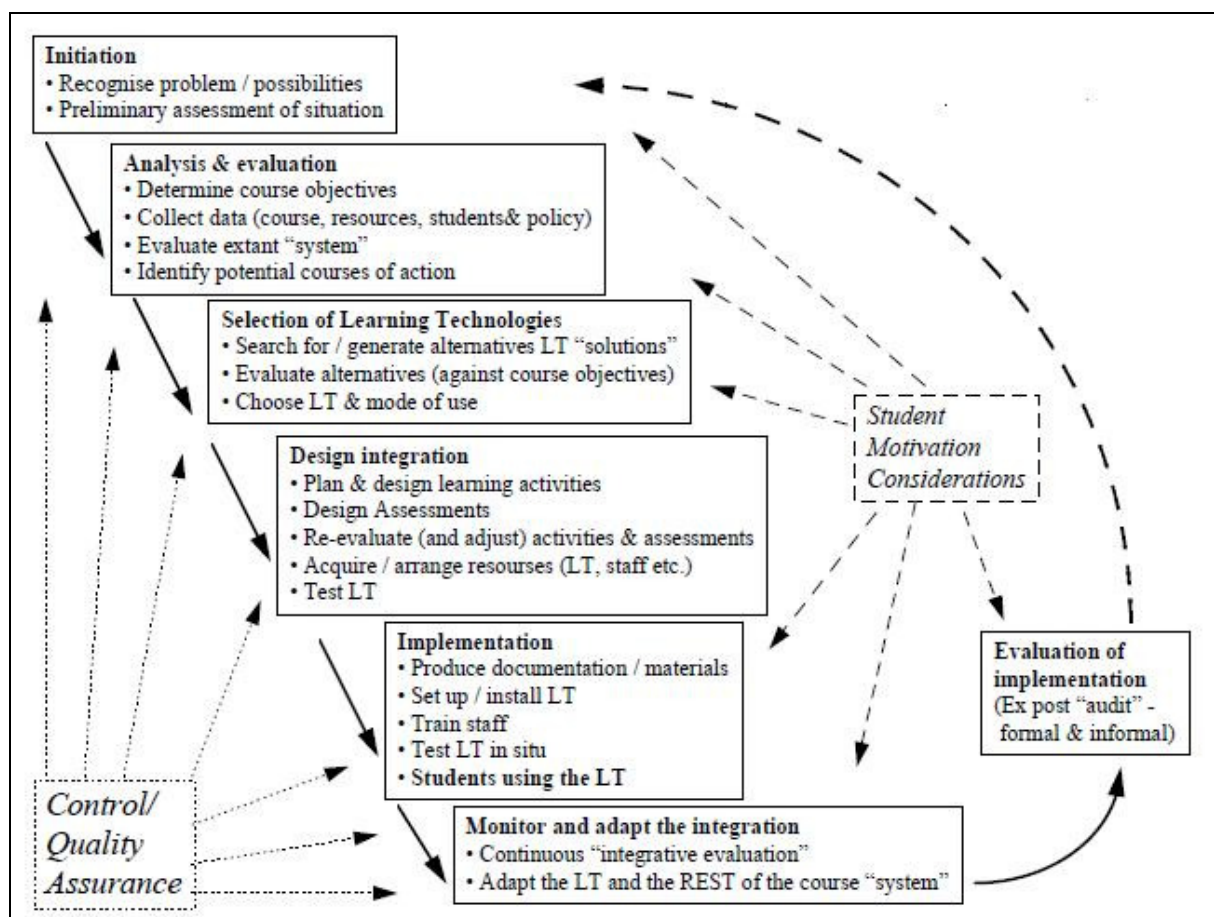 Initiation
• Recognise problem / possibilities
• Preliminary assessment of situation
Analysis & evaluation
• Determine course objectives
• Collect data (course, resources, students& policy)
• Evaluate extant “system”
• Identify potential courses of action
Selection of Learning Technologies
• Search for / generate alternatives LT “solutions”
• Evaluate alternatives (against course objectives)
• Choose LT & mode of use
Student
Motivation
Considerations
Design integration
• Plan & design learning activities
• Design Assessments
• Re-evaluate (and adjust) activities & assessments
• Acquire / arrange resourses (LT, staff etc.)
• Test LT
Implementation
• Produce documentation / materials
• Set up / install LT
• Train staff
• Test LT in situ
• Students using the LT
Evaluation of
implementation
(Ex post “audit” -
formal & informal)
Control/
Quality
Assurance
Monitor and adapt the integration
• Continuous “integrative evaluation”
• Adapt the LT and the REST of the course “system”